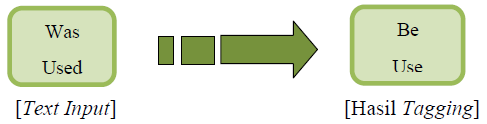 Was
Used
[Text Input]
Be
Use
[Hasil Tagging]